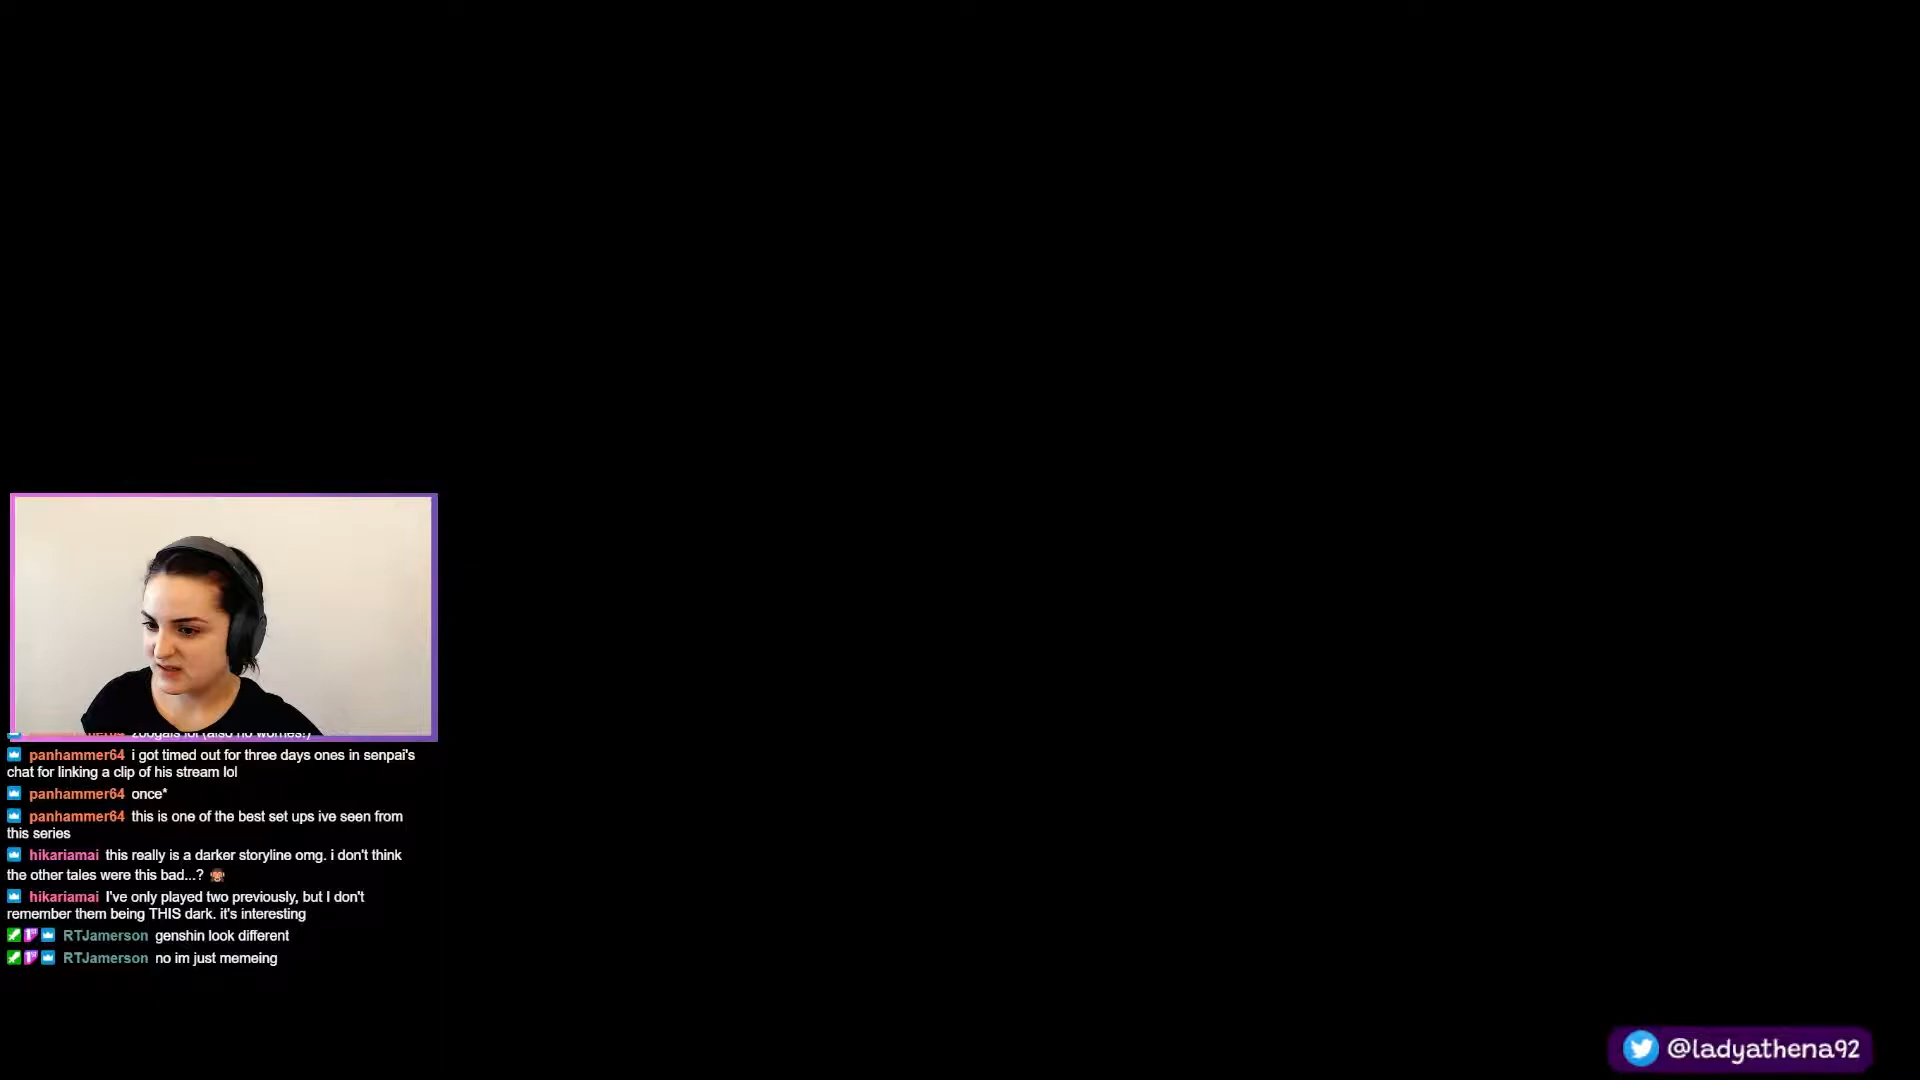 panhammer64 i got timed out for three days ones in senpai's
chat for linking a clip of his stream lol
panhammer64 once*
panhammer64 this is one of the best set ups ive seen from
this series
hikariamai this really is a darker storyline omg. i don't think
the other tales were this bad...?
hikariamai I've only played two previously, but I don't
remember them being THIS dark. it's interesting
RTJamerson genshin look different
RTJamerson no im just memeing
@ladyathena92